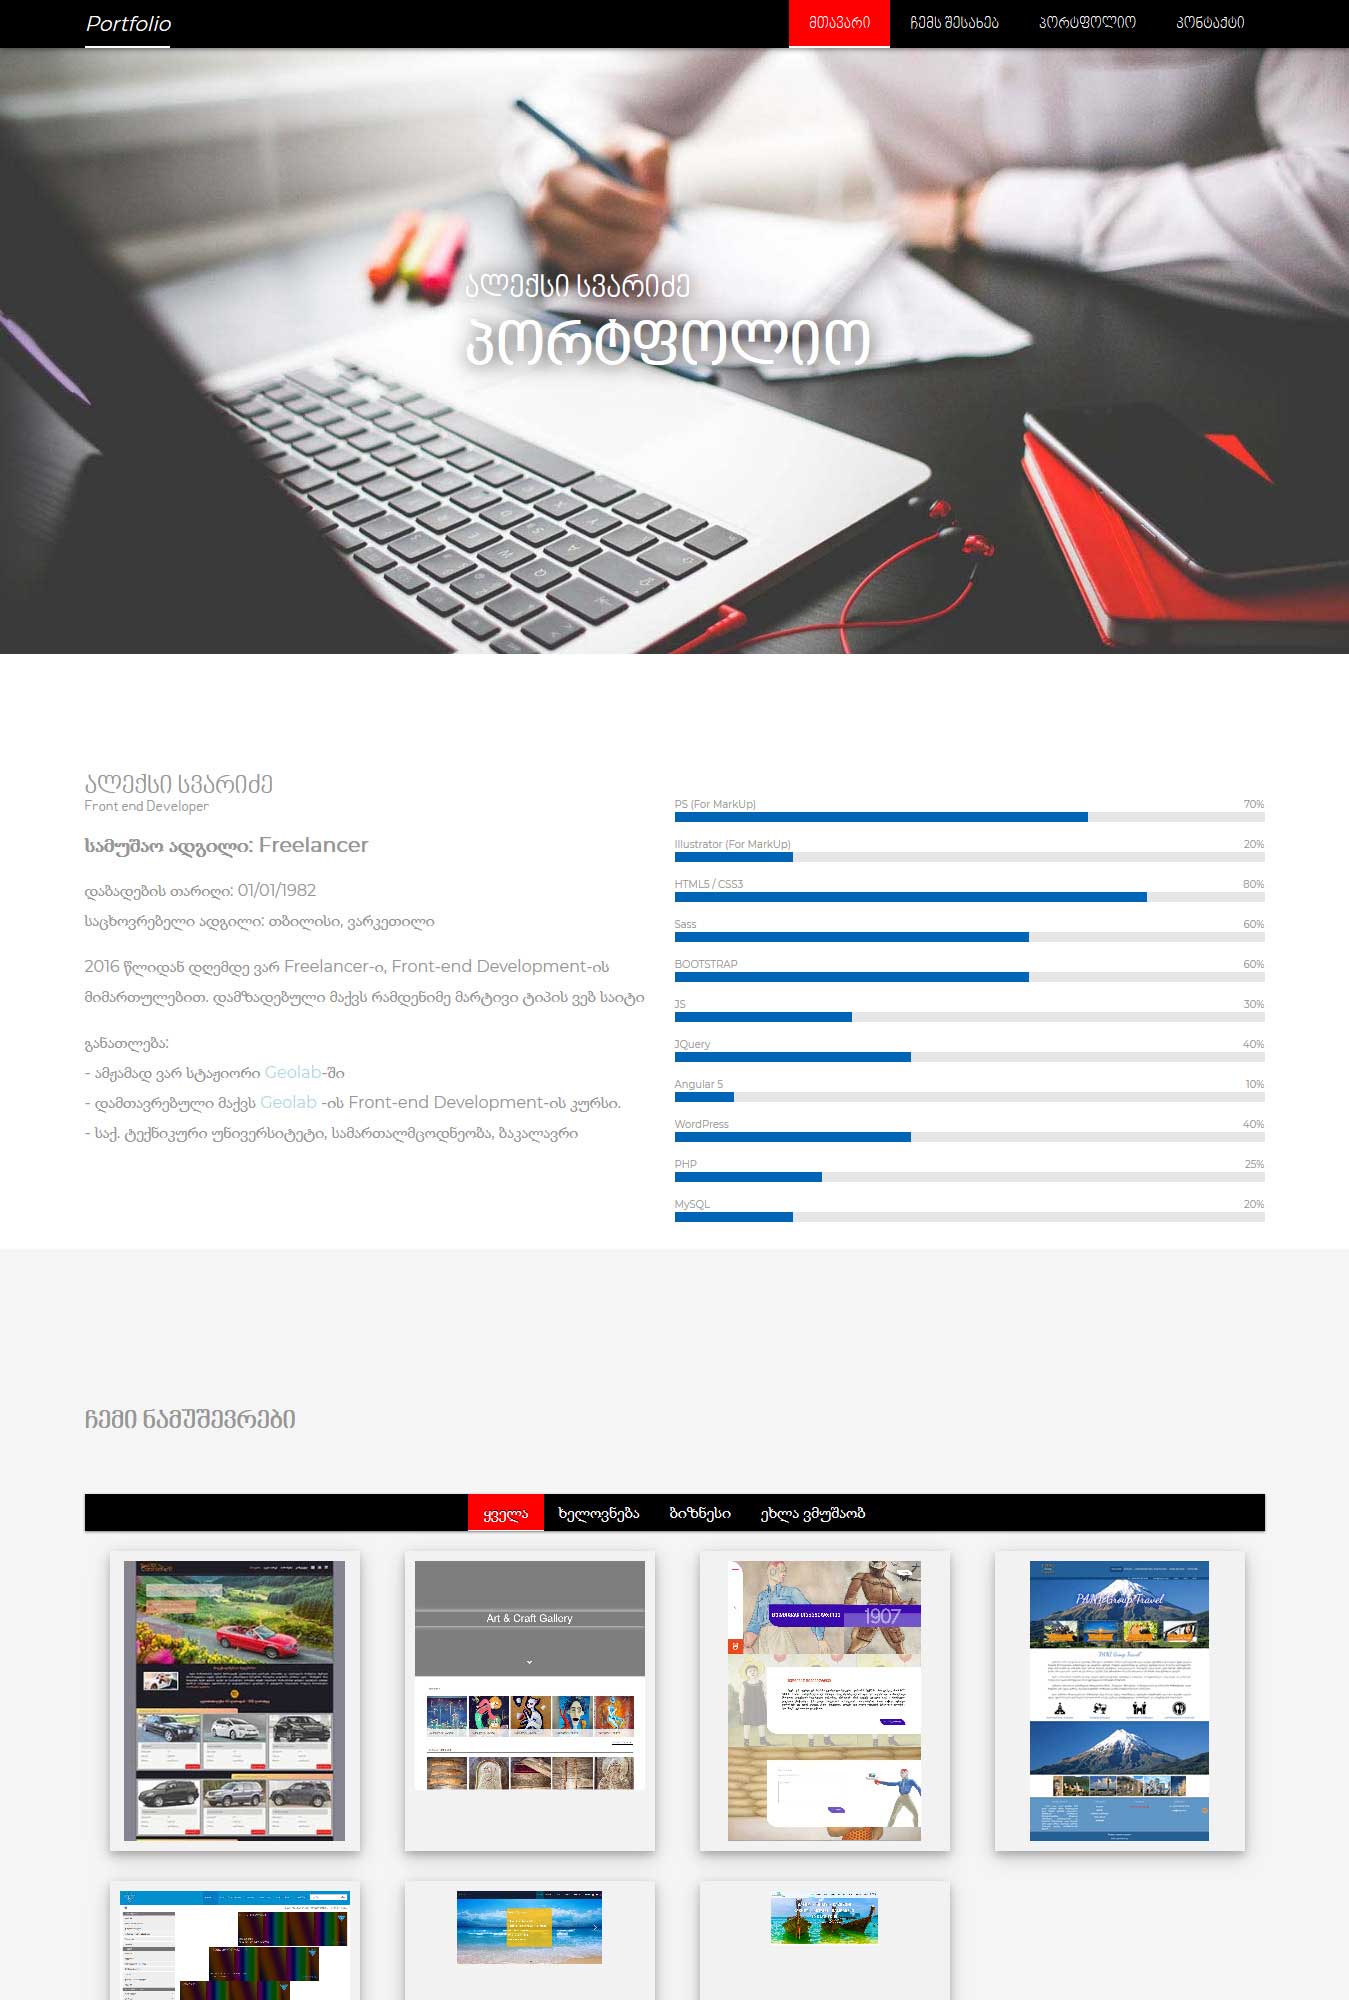 Portfolio
მთავარი
ჩემს შესახებ
პორტფოლიო
კონტაქტი
ალექსი სვარიძე
პორტფოლიო
ალექსი სვარიძე
Front end Developer
სამუშაო ადგილი: Freelancer
დაბადების თარიღი: 01/01/1982
საცხოვრებელი ადგილი: თბილისი, ვარკეთილი
2016 წლიდან დღემდე ვარ Freelancer-ი, Front-end Development-ის
მიმართულებით. დამზადებული მაქვს რამდენიმე მარტივი ტიპის ვებ საიტი
განათლება:
- ამჟამად ვარ სტაჟიორი Geolab-ში
- დამთავრებული მაქვს Geolab -ის Front-end Development-ის კურსი.
- საქ. ტექნიკური უნივერსიტეტი, სამართალმცოდნეობა, ბაკალავრი
PS (For MarkUp) 70%
Illustrator (For MarkUp) 20%
HTML5 / CSS3 80%
Sass 60%
BOOTSTRAP 60%
JS 30%
JQuery 40%
Angular 5 10%
WordPress 40%
PHP 25%
MySQL 20%
ჩემი ნამუშევრები
ყველა
ხელოვნება
ბიზნესი
ეხლა ვმუშაობ
Art & Craft Gallery
1907
PANI Group Travel